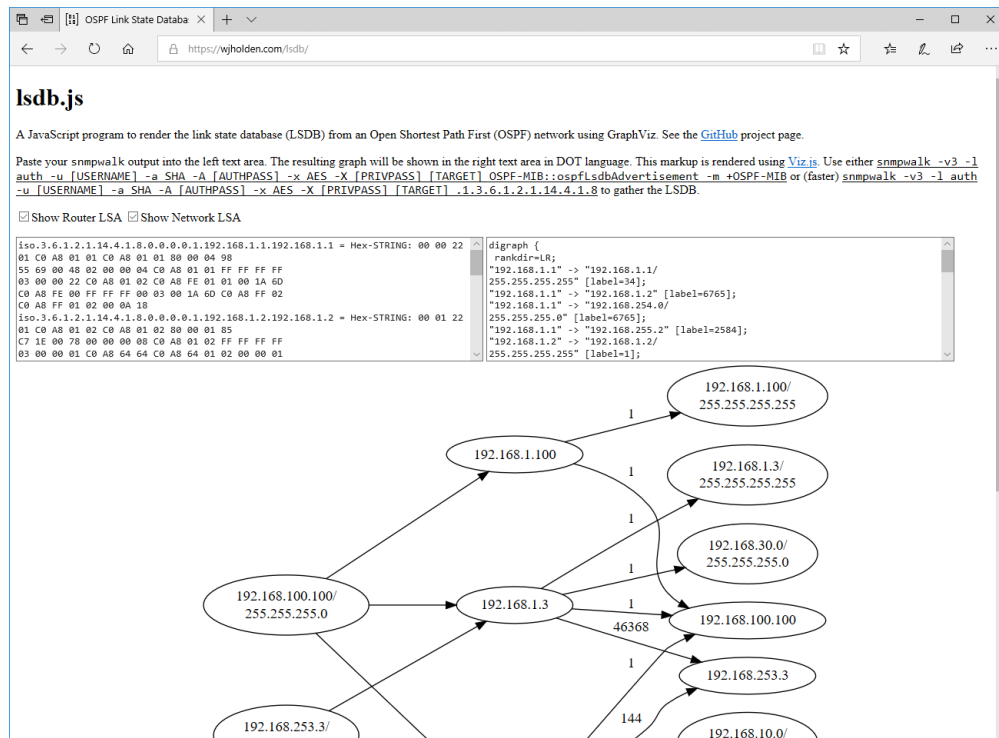 OSPF Link State Databa
https://wjholden.com/lsdb/
lsdb.js
A JavaScript program to render the link state database (LSDB) from an Open Shortest Path First (OSPF) network using GraphViz. See the GitHub project page.
Paste your snmpwalk output into the left text area. The resulting graph will be shown in the right text area in DOT language. This markup is rendered using Viz.js. Use either snmpwalk -v3 -l
auth -u [USERNAME] -a SHA -A [AUTHPASS] -x AES -X [PRIVPASS] [TARGET] OSPF-MIB::ospfLsdbAdvertisement -m +OSPF-MIB or (faster) snmpwalk -v3 -l auth
-u [USERNAME] -a SHA -A [AUTHPASS] -x AES -X [PRIVPASS] [TARGET] .1.3.6.1.2.1.14.4.1.8 to gather the LSDB.
Show Router LSA Show Network LSA
iso.3.6.1.2.1.14.4.1.8.0.0.0.0.1.192.168.1.1.192.168.1.1 = Hex-STRING: 00 00 22
01 C0 A8 01 01 C0 A8 01 01 80 00 04 98
55 69 00 48 02 00 00 04 C0 A8 01 01 FF FF FF FF
03 00 00 22 C0 A8 01 02 C0 A8 FE 01 01 00 1A 6D
C0 A8 FE 00 FF FF FF 00 03 00 1A 6D C0 A8 FF 02
C0 A8 FF 01 02 00 0A 18
iso.3.6.1.2.1.14.4.1.8.0.0.0.0.1.192.168.1.2.192.168.1.2 = Hex-STRING: 00 01 22
01 C0 A8 01 02 C0 A8 01 02 80 00 01 85
C7 1E 00 78 00 00 00 08 C0 A8 01 02 FF FF FF FF
03 00 00 01 C0 A8 64 64 C0 A8 64 01 02 00 00 01
digraph {
rankdir=LR;
"192.168.1.1" -> "192.168.1.1/
255.255.255.255" [label=34];
"192.168.1.1" -> "192.168.1.2" [label=6765];
"192.168.1.1" -> "192.168.254.0/
255.255.255.0" [label=6765];
"192.168.1.1" -> "192.168.255.2" [label=2584];
"192.168.1.2" -> "192.168.1.2/
255.255.255.255" [label=1];
192.168.1.100/
255.255.255.255
1
192.168.1.100
192.168.1.3/
255.255.255.255
1
1
192.168.30.0/
255.255.255.0
1
192.168.100.100/
255.255.255.0
192.168.1.3
1
192.168.100.100
46368
1
192.168.253.3
144
192.168.253.3/
192.168.10.0/